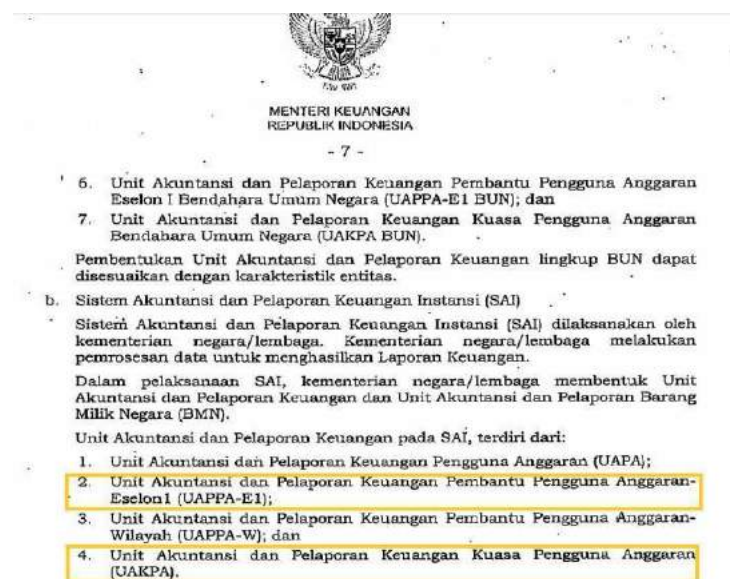 MENTERI KEUANGAN
REPUBLIK INDONESIA
- 7 -
6. Unit Akuntansi dan Pelaporan Keuangan Pembantu Pengguna Anggaran
Eselon I Bendahara Umum Negara (UAPPA-E1 BUN); dan
7. Unit Akuntansi dan Pelaporan Keuangan Kuasa Pengguna Anggaran
Bendahara Umum Negara (UAKPA BUN).
Pembentukan Unit Akuntansi dan Pelaporan Keuangan lingkup BUN dapat
disesuaikan dengan karakteristik entitas.
b. Sistem Akuntansi dan Pelaporan Keuangan Instansi (SAI)
Sistem Akuntansi dan Pelaporan Keuangan Instansi (SAI) dilaksanakan oleh
kementerian negara/lembaga. Kementerian negara/lembaga melakukan
pemrosesan data untuk menghasilkan Laporan Keuangan.
Dalam pelaksanaan SAI, kementerian negara/lembaga membentuk Unit
Akuntansi dan Pelaporan Keuangan dan Unit Akuntansi dan Pelaporan Barang
Milik Negara (BMN).
Unit Akuntansi dan Pelaporan Keuangan pada SAI, terdiri dari:
1. Unit Akuntansi dan Pelaporan Keuangan Pengguna Anggaran (UAPA);
2. Unit Akuntansi dan Pelaporan Keuangan Pembantu Pengguna Anggaran-
Eselon1 (UAPPA-E1);
3. Unit Akuntansi dan Pelaporan Keuangan Pembantu Pengguna Anggaran-
Wilayah (UAPPA-W); dan
4. Unit Akuntansi dan Pelaporan Keuangan Kuasa Pengguna Anggaran
(UAKPA).